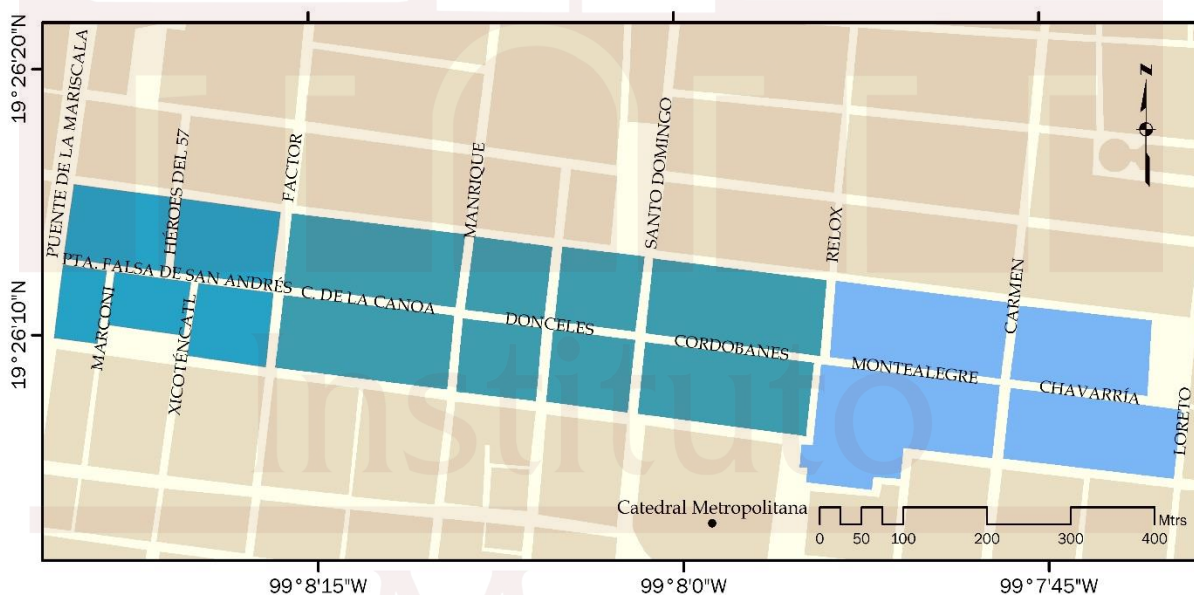 19°26'20"N
19°26'10"N
PUENTE DE LA MARISCALA
HÉROES DEL 57
FACTOR
MANRIQUE
SANTO DOMINGO
RELOX
CARMEN
LORETO
N
PTA. FALSA DE SAN ANDRÉS
C. DE LA CANOA
DONCELES
CORDOBANES
MONTEALEGRE
CHAVARRÍA
MARCONI
XICOTÉNCATL
Instituto
Catedral Metropolitana
Mtrs
0 50 100 200 300 400
99°8'15"W 99°8'0"W 99°7'45"W